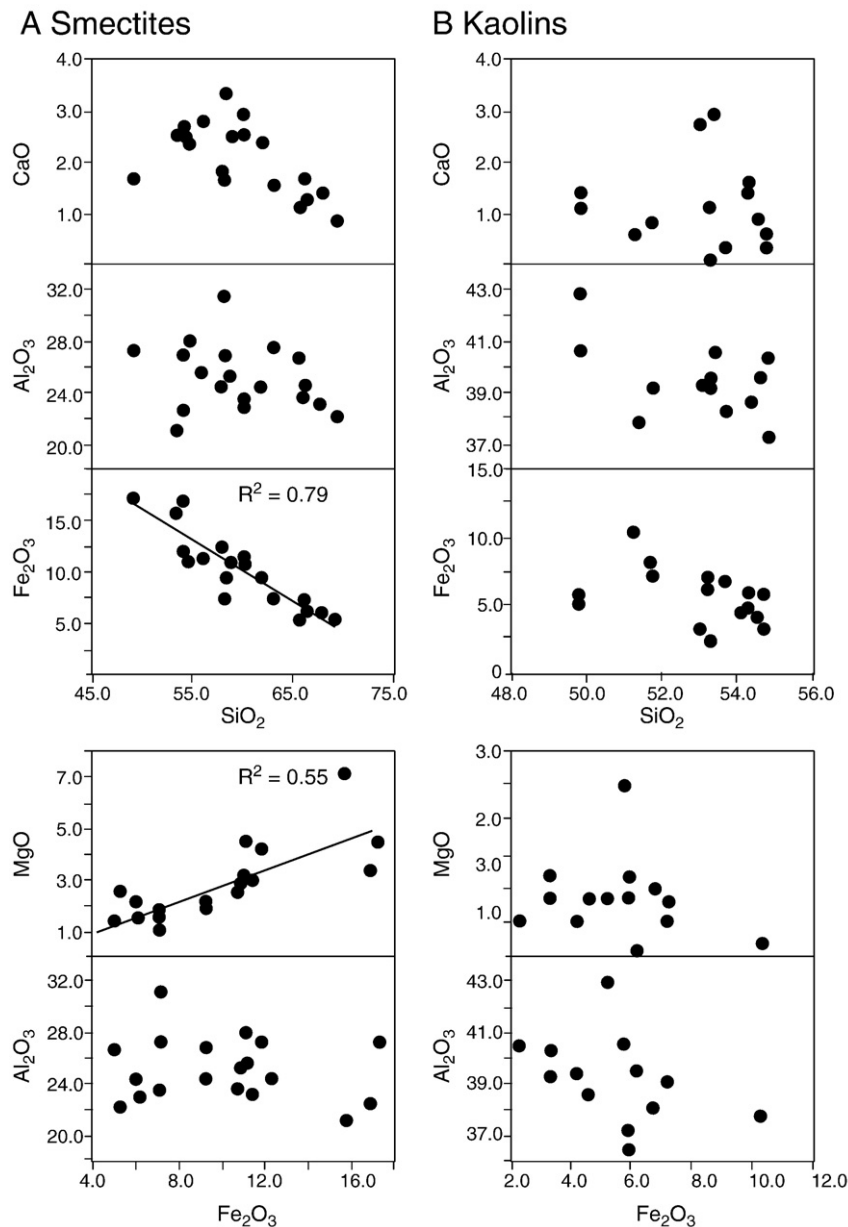 A Smectites
B Kaolins
4.0
3.0
2.0
1.0
CaO
4.0
3.0
2.0
1.0
CaO
32.0
28.0
24.0
20.0
Al₂O₃
43.0
41.0
39.0
37.0
Al₂O₃
15.0
10.0
5.0
Fe₂O₃
R² = 0.79
15.0
10.0
5.0
0
Fe₂O₃
45.0 55.0 65.0 75.0
SiO₂
48.0 50.0 52.0 54.0 56.0
SiO₂
7.0
5.0
3.0
1.0
MgO
R² = 0.55
3.0
2.0
3.0
1.0
MgO
32.0
28.0
24.0
20.0
Al₂O₃
43.0
41.0
39.0
37.0
Al₂O₃
4.0 8.0 12.0 16.0
Fe₂O₃
2.0 4.0 6.0 8.0 10.0 12.0
Fe₂O₃